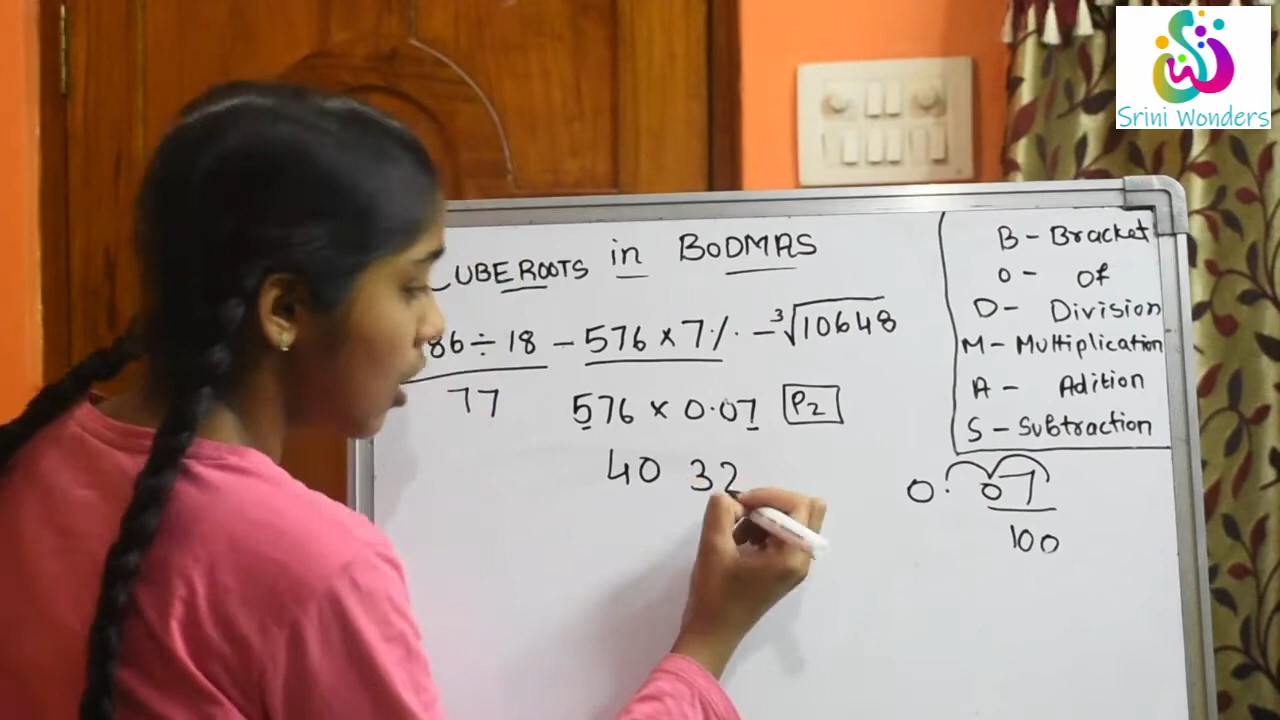 Srini Wonders
CUBEROOTS in BODMAS
86 ÷ 18 – 576 × 7% – ³√10648
77
576 × 0.07 P2
40 32
B - Bracket
O - Of
D - Division
M - Multiplication
A - Adition
S - Subtraction
0.07
100